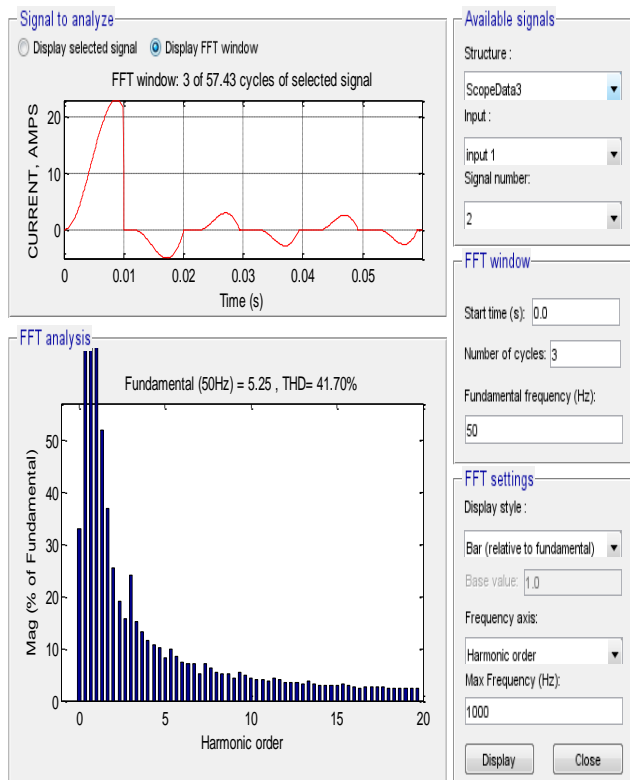 Signal to analyze
Display selected signal Display FFT window
FFT window: 3 of 57.43 cycles of selected signal
20
10
0
CURRENT, AMPS
0 0.01 0.02 0.03 0.04 0.05
Time (s)
FFT analysis
Fundamental (50Hz) = 5.25 , THD= 41.70%
50
40
30
20
10
0
Mag (% of Fundamental)
0 5 10 15 20
Harmonic order
Available signals
Structure :
ScopeData3
Input :
input 1
Signal number:
2
FFT window
Start time (s): 0.0
Number of cycles: 3
Fundamental frequency (Hz):
50
FFT settings
Display style :
Bar (relative to fundamental)
Base value: 1.0
Frequency axis:
Harmonic order
Max Frequency (Hz):
1000
Display Close